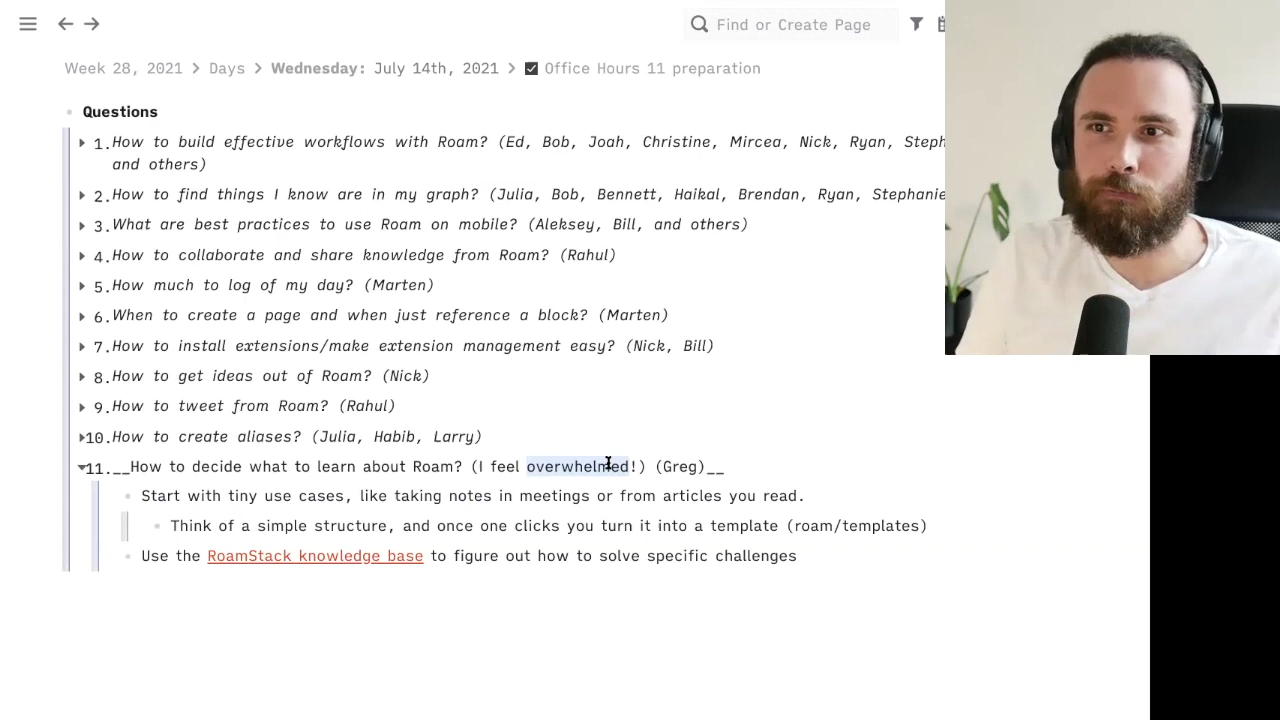 Find or Create Page
Week 28, 2021 > Days > Wednesday: July 14th, 2021 > Office Hours 11 preparation
Questions
1. How to build effective workflows with Roam? (Ed, Bob, Joah, Christine, Mircea, Nick, Ryan, Steph
and others)
2. How to find things I know are in my graph? (Julia, Bob, Bennett, Haikal, Brendan, Ryan, Stephanie
3. What are best practices to use Roam on mobile? (Aleksey, Bill, and others)
4. How to collaborate and share knowledge from Roam? (Rahul)
5. How much to log of my day? (Marten)
6. When to create a page and when just reference a block? (Marten)
7. How to install extensions/make extension management easy? (Nick, Bill)
8. How to get ideas out of Roam? (Nick)
9. How to tweet from Roam? (Rahul)
10. How to create aliases? (Julia, Habib, Larry)
11. __How to decide what to learn about Roam? (I feel overwhelmed!) (Greg)__
Start with tiny use cases, like taking notes in meetings or from articles you read.
Think of a simple structure, and once one clicks you turn it into a template (roam/templates)
Use the RoamStack knowledge base to figure out how to solve specific challenges